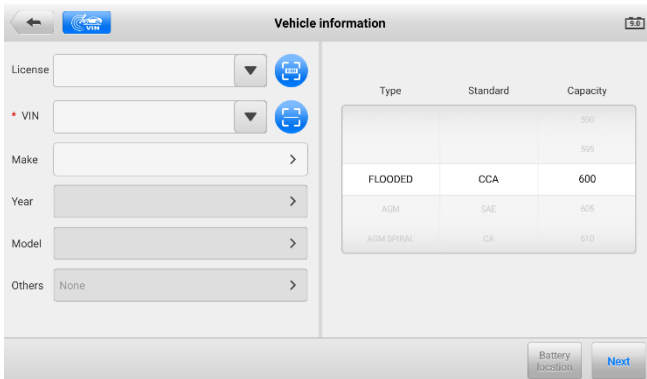 VIN
Vehicle information
9.0
License
* VIN
Make
Year
Model
Others None
Type Standard Capacity
590
595
FLOODED CCA 600
AGM SAE 605
AGM SPIRAL CA 610
Battery
location
Next